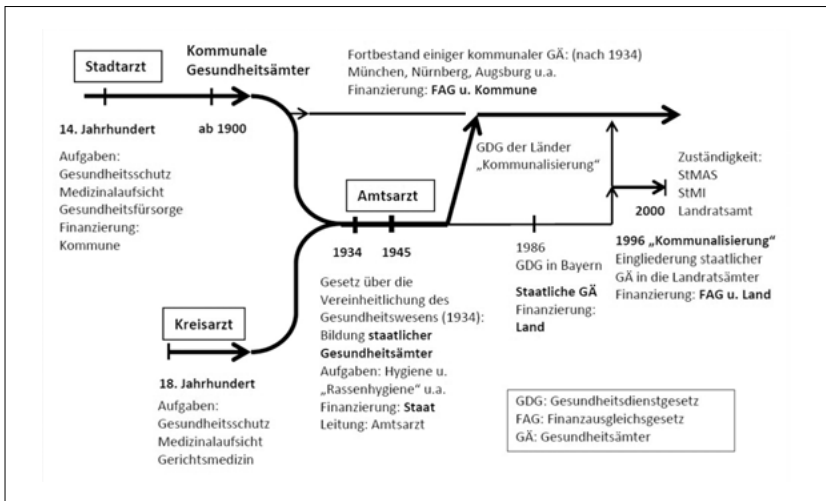 Stadtarzt
Kommunale
Gesundheitsämter
14. Jahrhundert
ab 1900
Aufgaben:
Gesundheitsschutz
Medizinalaufsicht
Gesundheitsfürsorge
Finanzierung:
Kommune
Fortbestand einiger kommunaler GÄ: (nach 1934)
München, Nürnberg, Augsburg u.a.
Finanzierung: FAG u. Kommune
GDG der Länder
„Kommunalisierung“
Zuständigkeit:
StMAS
StMI
Landratsamt
2000
Amtsarzt
1934
1945
Gesetz über die
Vereinheitlichung des
Gesundheitswesens (1934):
Bildung staatlicher
Gesundheitsämter
Aufgaben: Hygiene u.
„Rassenhygiene“ u.a.
Finanzierung: Staat
Leitung: Amtsarzt
1986
GDG in Bayern
Staatliche GÄ
Finanzierung:
Land
1996 „Kommunalisierung“
Eingliederung staatlicher
GÄ in die Landratsämter
Finanzierung: FAG u. Land
Kreisarzt
18. Jahrhundert
Aufgaben:
Gesundheitsschutz
Medizinalaufsicht
Gerichtsmedizin
GDG: Gesundheitsdienstgesetz
FAG: Finanzausgleichsgesetz
GÄ: Gesundheitsämter